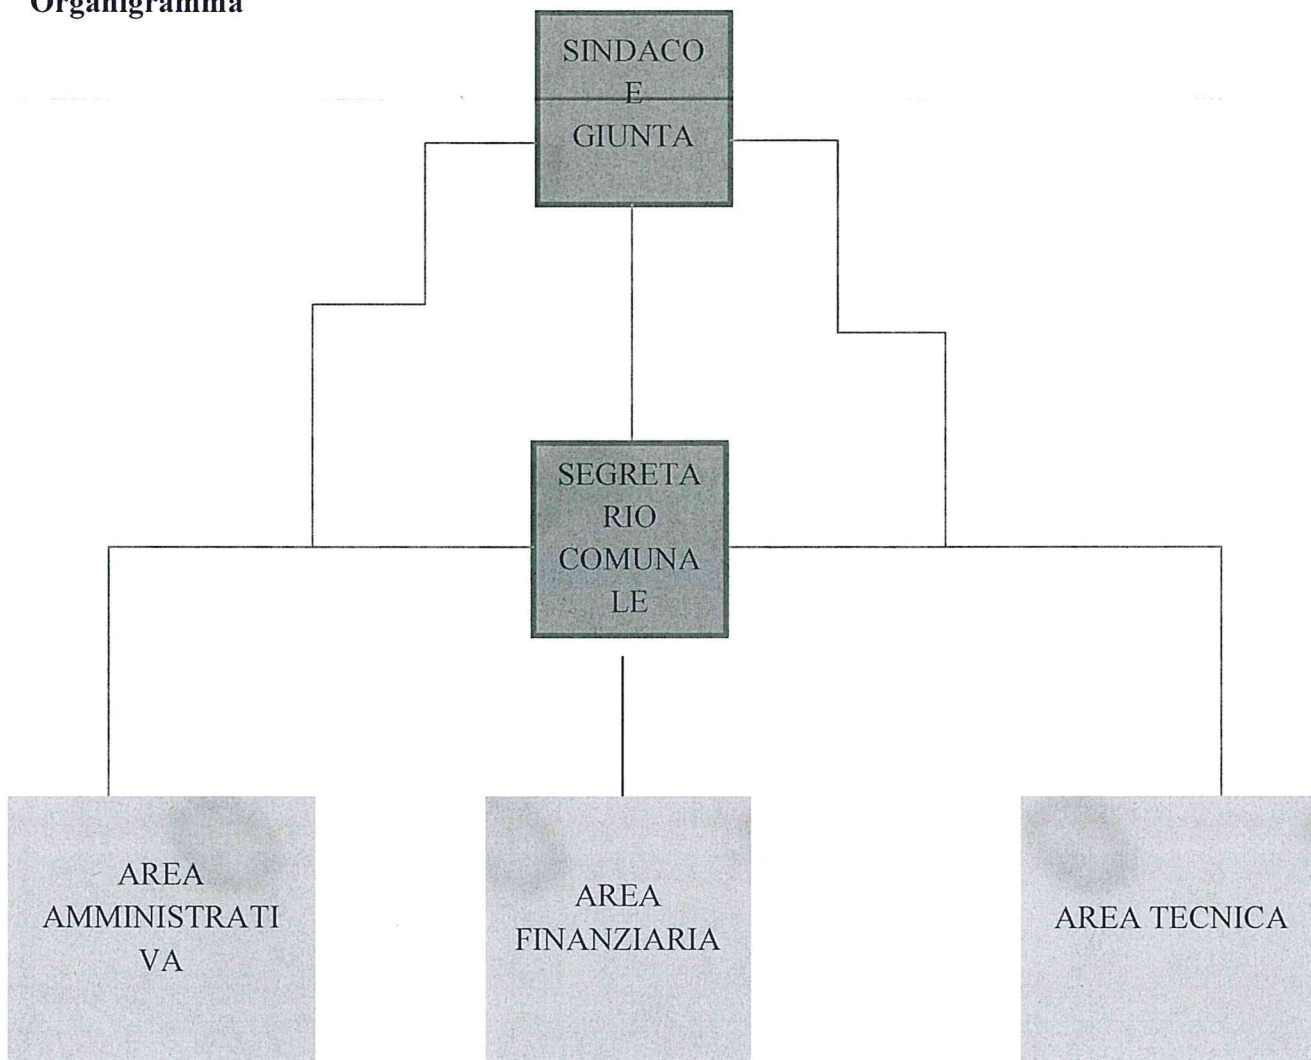 Organigramma
SINDACO
E
GIUNTA
SEGRETA
RIO
COMUNA
LE
AREA
AMMINISTRATI
VA
AREA
FINANZIARIA
AREA TECNICA